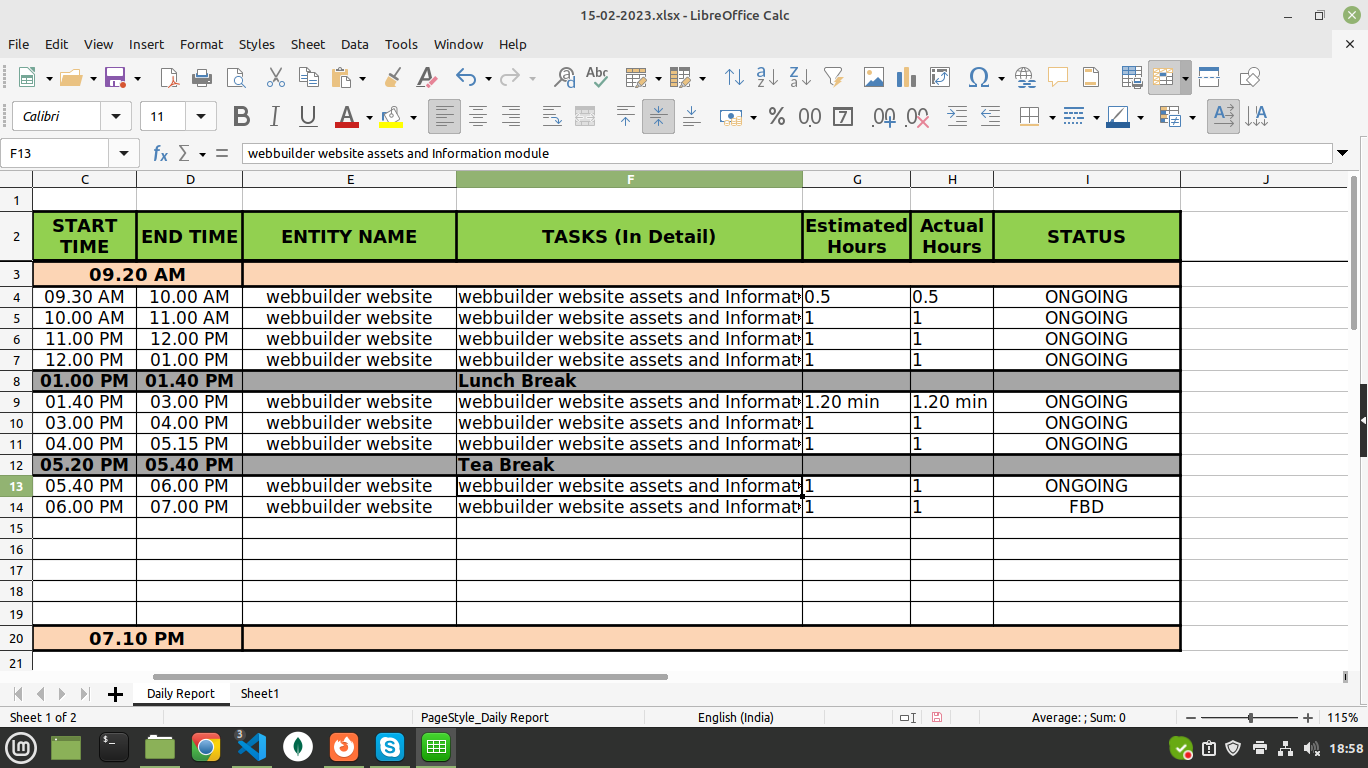 15-02-2023.xlsx - LibreOffice Calc
File Edit View Insert Format Styles Sheet Data Tools Window Help
Calibri 11
F13 webbuilder website assets and Information module
C D E F G H I J
1
2 START TIME END TIME ENTITY NAME TASKS (In Detail) Estimated Hours Actual Hours STATUS
3 09.20 AM
4 09.30 AM 10.00 AM webbuilder website webbuilder website assets and Informat 0.5 0.5 ONGOING
5 10.00 AM 11.00 AM webbuilder website webbuilder website assets and Informat 1 1 ONGOING
6 11.00 PM 12.00 PM webbuilder website webbuilder website assets and Informat 1 1 ONGOING
7 12.00 PM 01.00 PM webbuilder website webbuilder website assets and Informat 1 1 ONGOING
8 01.00 PM 01.40 PM Lunch Break
9 01.40 PM 03.00 PM webbuilder website webbuilder website assets and Informat 1.20 min 1.20 min ONGOING
10 03.00 PM 04.00 PM webbuilder website webbuilder website assets and Informat 1 1 ONGOING
11 04.00 PM 05.15 PM webbuilder website webbuilder website assets and Informat 1 1 ONGOING
12 05.20 PM 05.40 PM Tea Break
13 05.40 PM 06.00 PM webbuilder website webbuilder website assets and Informat 1 1 ONGOING
14 06.00 PM 07.00 PM webbuilder website webbuilder website assets and Informat 1 1 FBD
15
16
17
18
19
20 07.10 PM
21
Daily Report Sheet1
Sheet 1 of 2 PageStyle_Daily Report English (India) Average: ; Sum: 0 115%
3 18:58